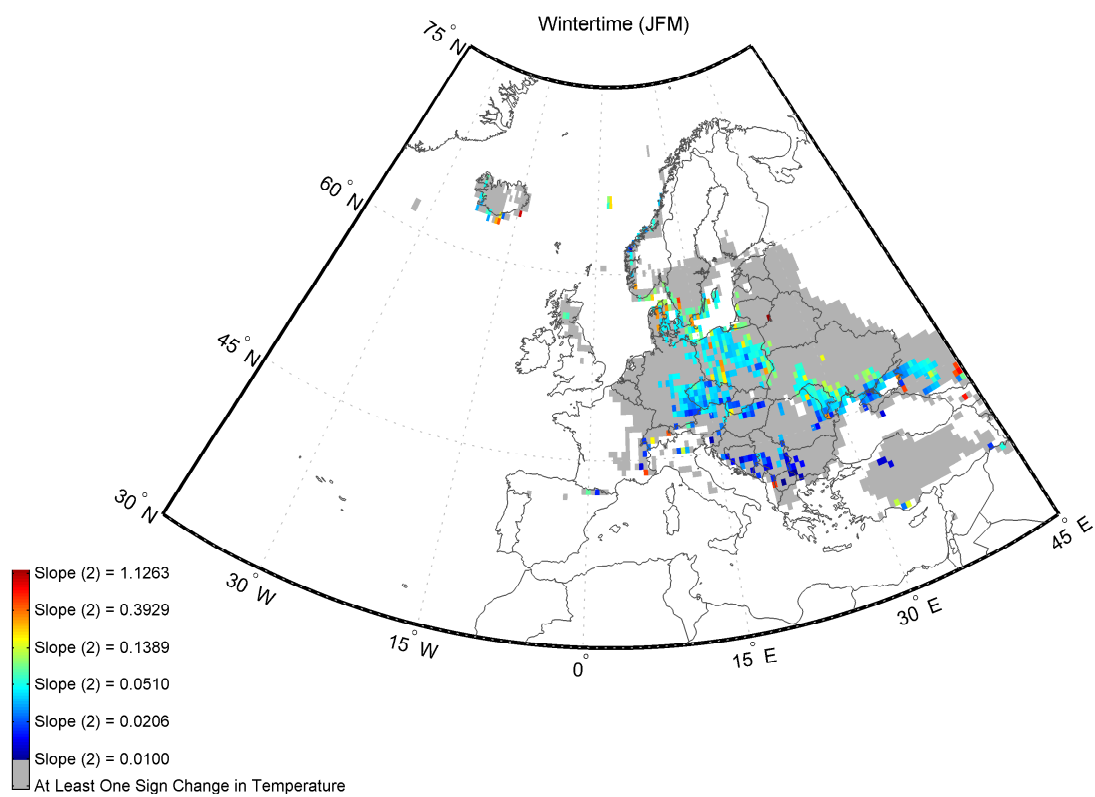 Wintertime (JFM)
75° N
60° N
45° N
30° N
30° W
15° W
0°
15° E
30° E
45° E
Slope (2) = 1.1263
Slope (2) = 0.3929
Slope (2) = 0.1389
Slope (2) = 0.0510
Slope (2) = 0.0206
Slope (2) = 0.0100
At Least One Sign Change in Temperature